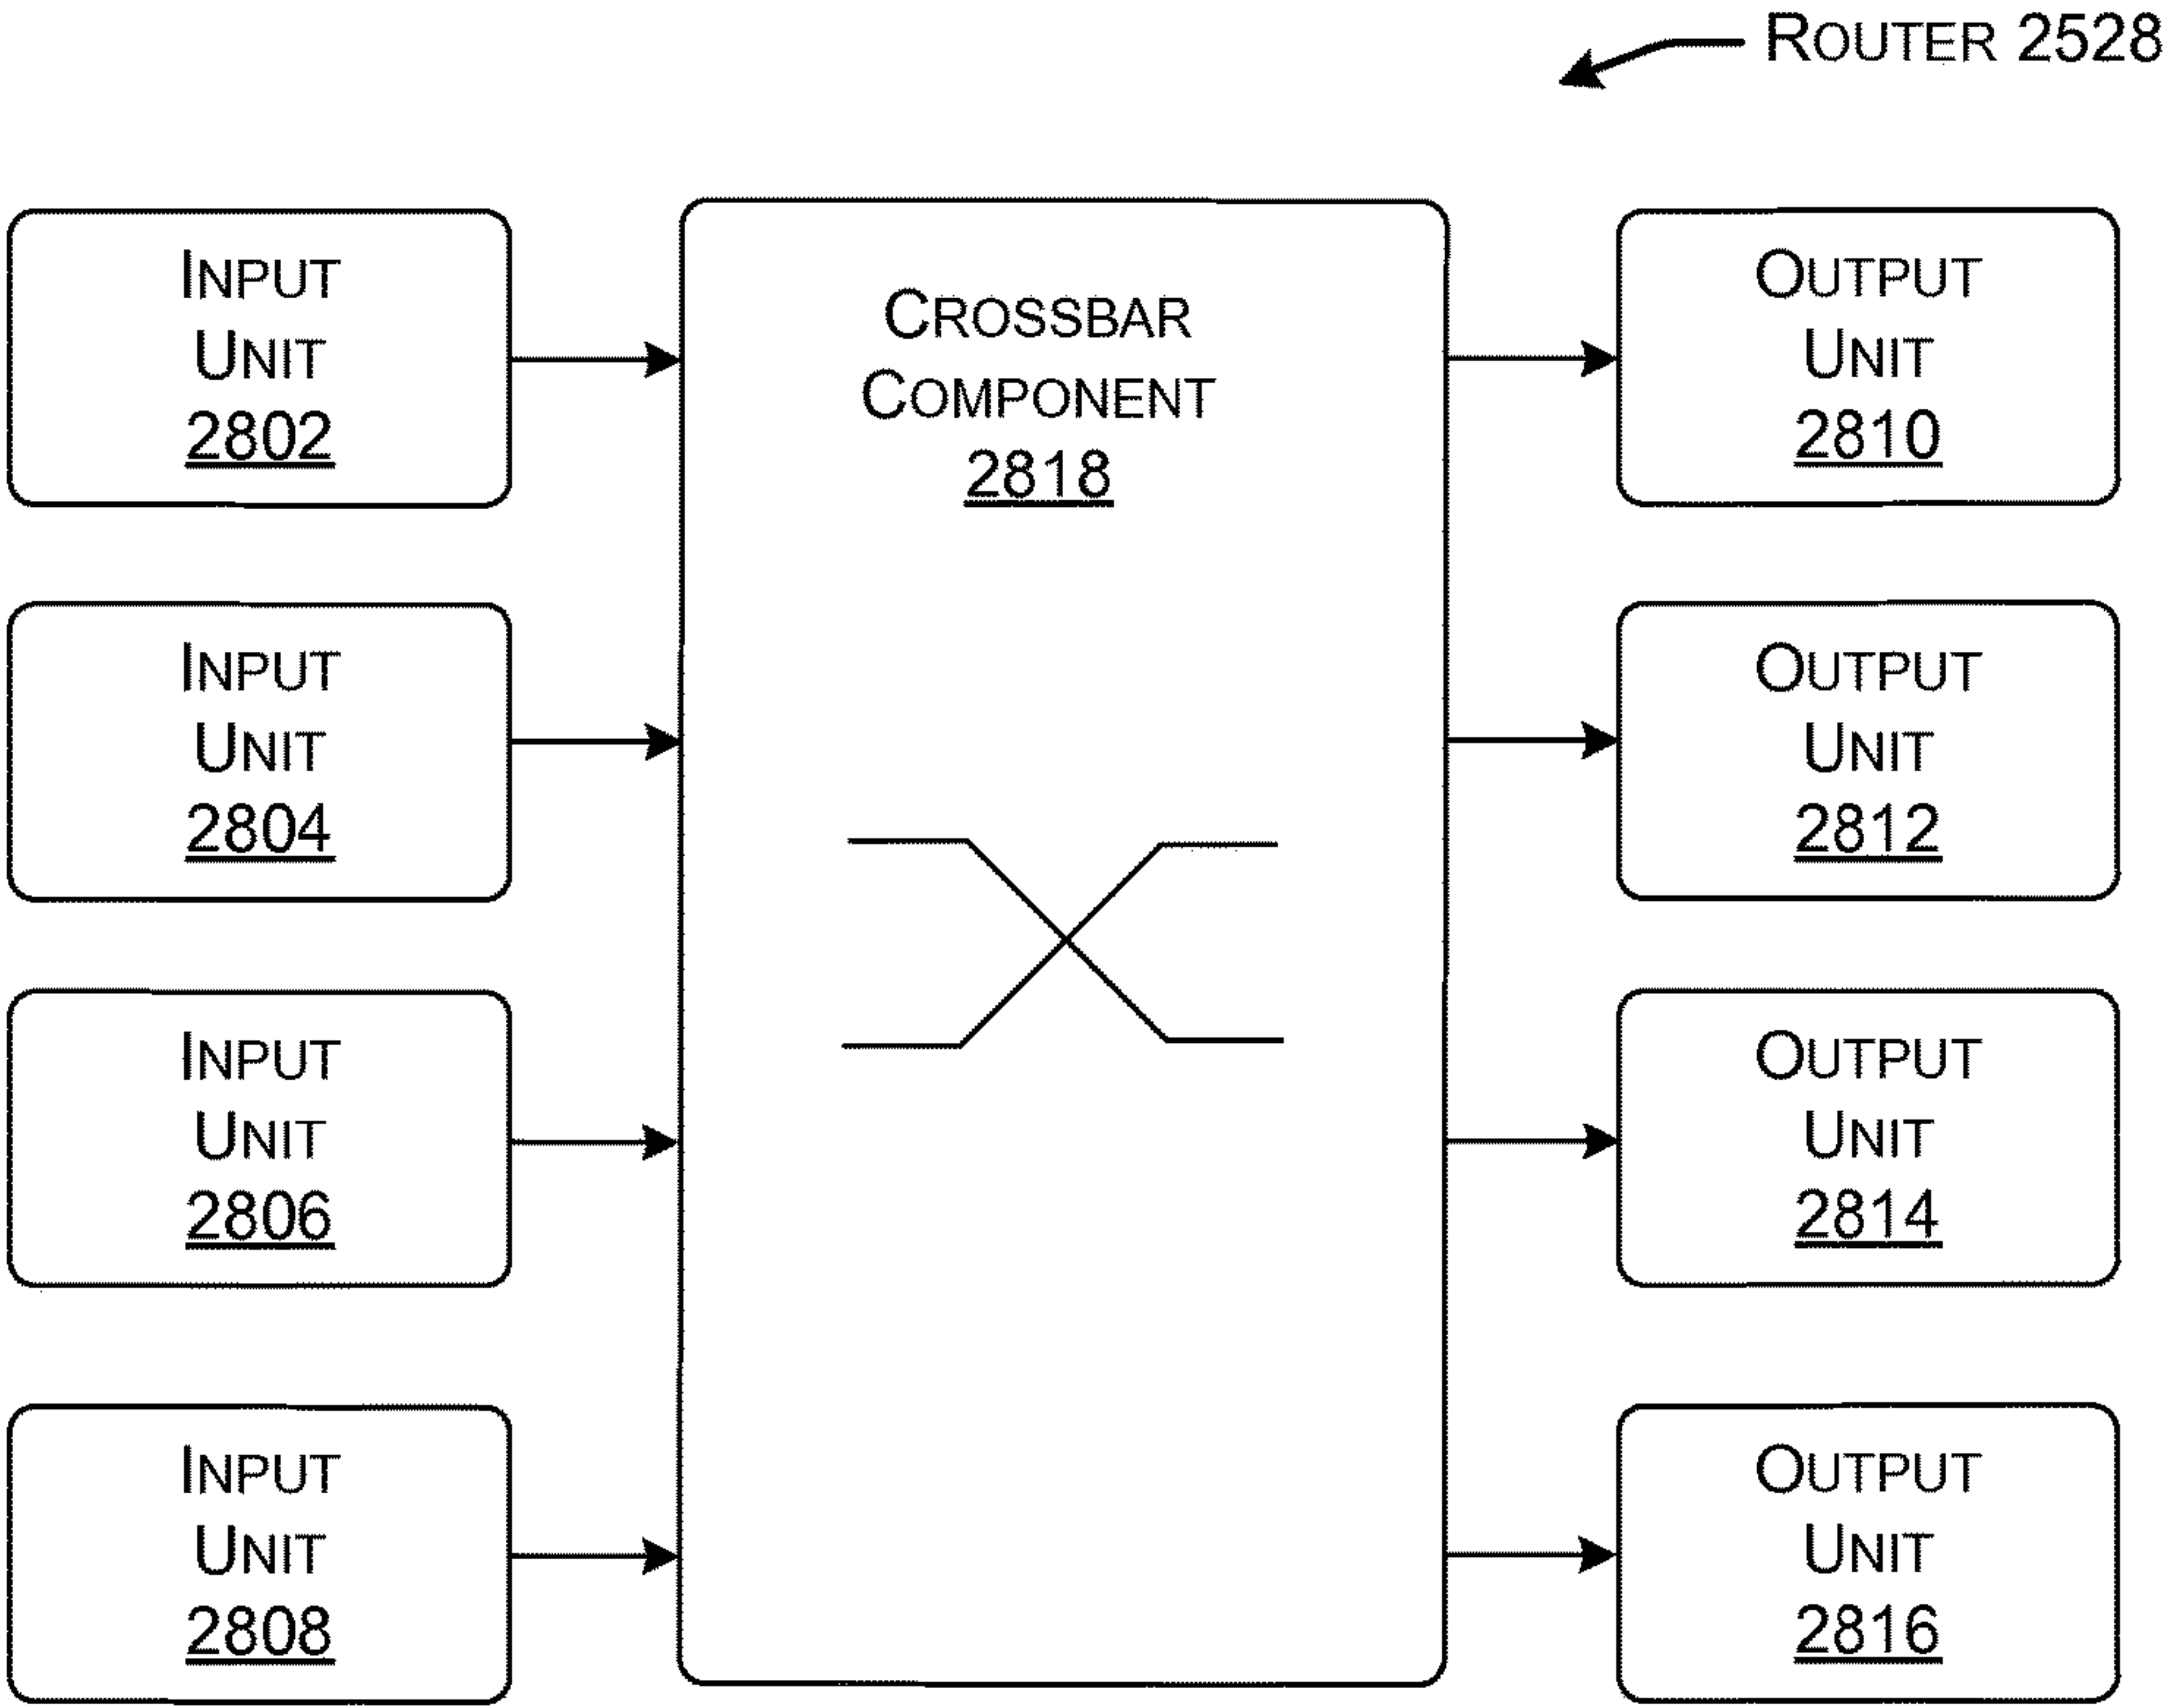 ROUTER 2528
INPUT
UNIT
2802
INPUT
UNIT
2804
INPUT
UNIT
2806
INPUT
UNIT
2808
CROSSBAR
COMPONENT
2818
OUTPUT
UNIT
2810
OUTPUT
UNIT
2812
OUTPUT
UNIT
2814
OUTPUT
UNIT
2816